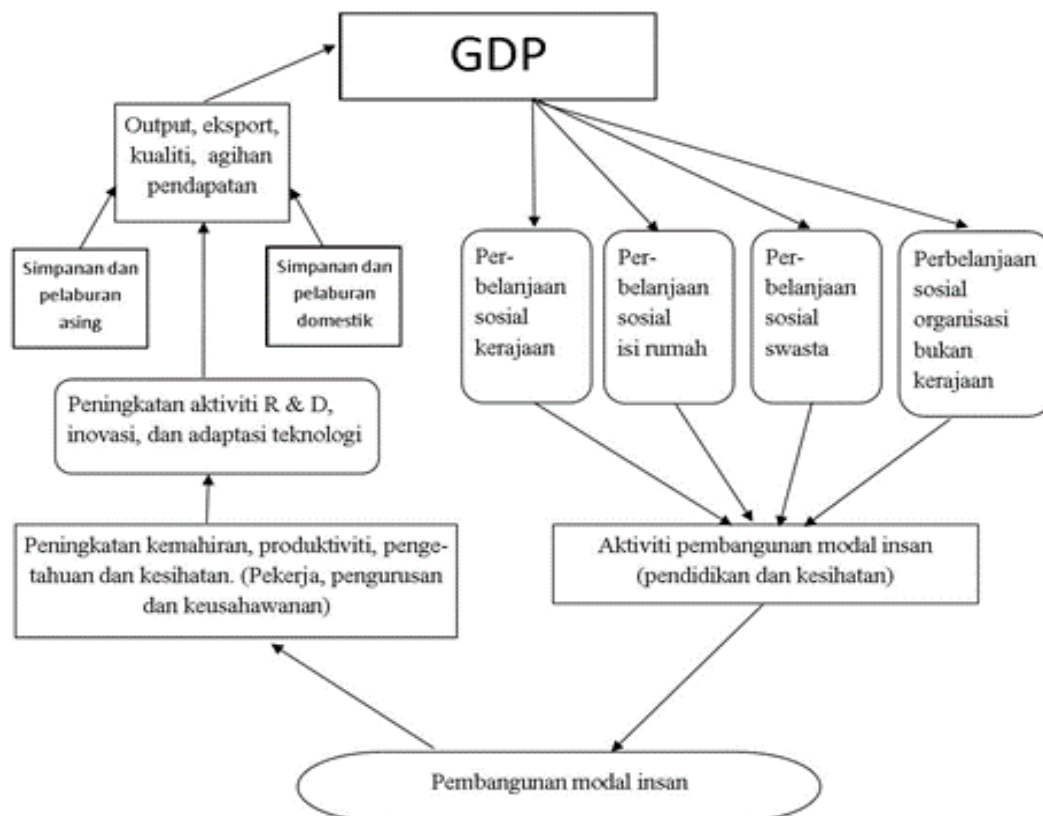 GDP
Output, eksport,
kualiti, agihan
pendapatan
Simpanan dan
pelaburan
asing
Simpanan dan
pelaburan
domestik
Per-
belanjaan
sosial
kerajaan
Per-
belanjaan
sosial
isi rumah
Per-
belanjaan
sosial
swasta
Perbelanjaan
sosial
organisasi
bukan
kerajaan
Peningkatan aktiviti R & D,
inovasi, dan adaptasi teknologi
Peningkatan kemahiran, produktiviti, penge-
tahuan dan kesihatan. (Pekerja, pengurusan
dan keusahawanan)
Aktiviti pembangunan modal insan
(pendidikan dan kesihatan)
Pembangunan modal insan